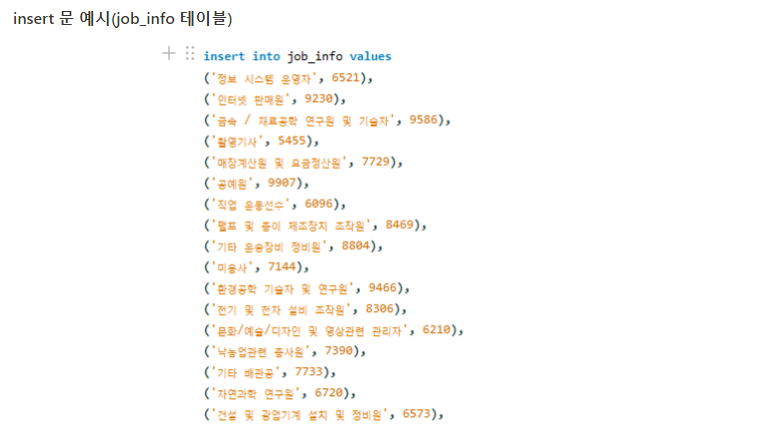 insert 문 예시(job_info 테이블)
insert into job_info values
('정보 시스템 운영자', 6521),
('인터넷 판매원', 9230),
('금속 / 재료공학 연구원 및 기술자', 9586),
('촬영기사', 5455),
('매장계산원 및 요금정산원', 7729),
('공예원', 9907),
('직업 운동선수', 6096),
('펄프 및 종이 제조장치 조작원', 8469),
('기타 운송장비 정비원', 8804),
('미용사', 7144),
('환경공학 기술자 및 연구원', 9466),
('전기 및 전자 설비 조작원', 8306),
('문화/예술/디자인 및 영상관련 관리자', 6210),
('낙농업관련 종사원', 7390),
('기타 배관공', 7733),
('자연과학 연구원', 6720),
('건설 및 광업기계 설치 및 정비원', 6573),